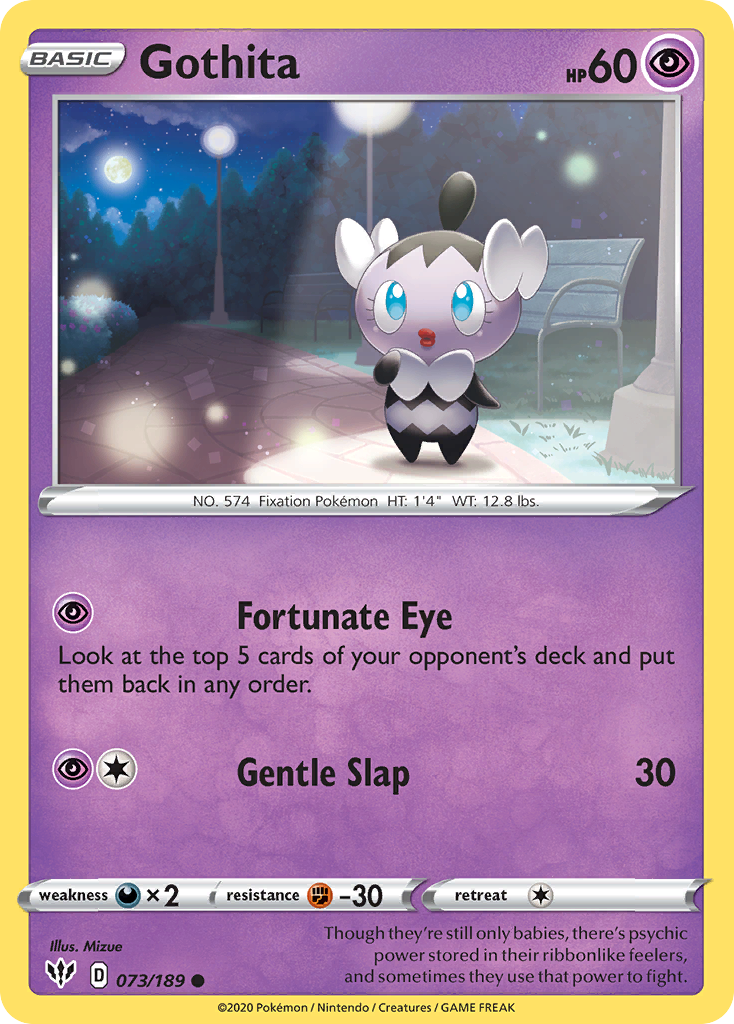 BASIC Gothita HP60
NO. 574 Fixation Pokémon HT: 1'4" WT: 12.8 lbs.
Fortunate Eye
Look at the top 5 cards of your opponent's deck and put
them back in any order.
Gentle Slap 30
weakness ×2 resistance -30 retreat
Illus. Mizue
Though they're still only babies, there's psychic
power stored in their ribbonlike feelers,
and sometimes they use that power to fight.
D 073/189
©2020 Pokémon / Nintendo / Creatures / GAME FREAK